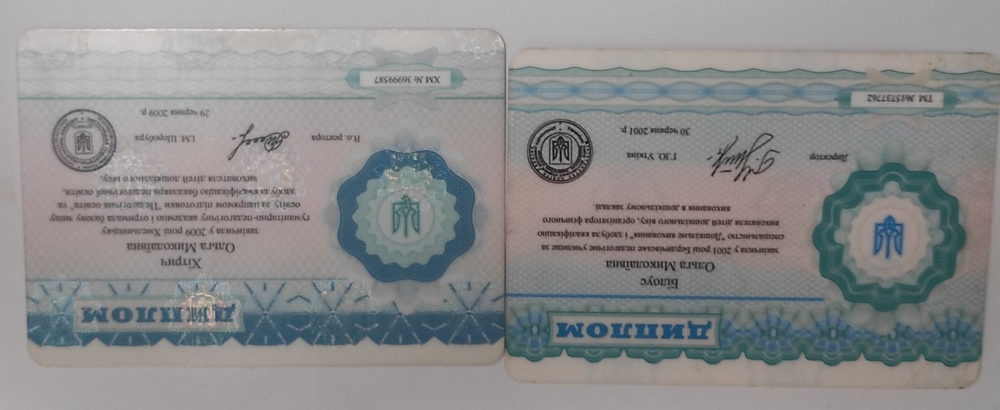 ДИПЛОМ
Білоус
Ольга Миколаївна
закінчила у 2001 році Бердичівське педагогічне училище за
спеціальністю "Дошкільне виховання" і здобула кваліфікацію
вихователя дітей дошкільного віку, організатора фізичного
виховання в дошкільному закладі.
Директор Г.Ю. Уткіна
30 червня 2001 р.
ТМ №15737762
ДИПЛОМ
Хітрич
Ольга Миколаївна
закінчила у 2009 році Хмельницьку
гуманітарно-педагогічну академію і отримала базову вищу
освіту за напрямом підготовки "Педагогічна освіта" та
здобула кваліфікацію бакалавра педагогічної освіти,
вихователя дітей дошкільного віку.
В.о. ректора І.М. Шоробура
29 червня 2009 р.
ХМ № 36999587